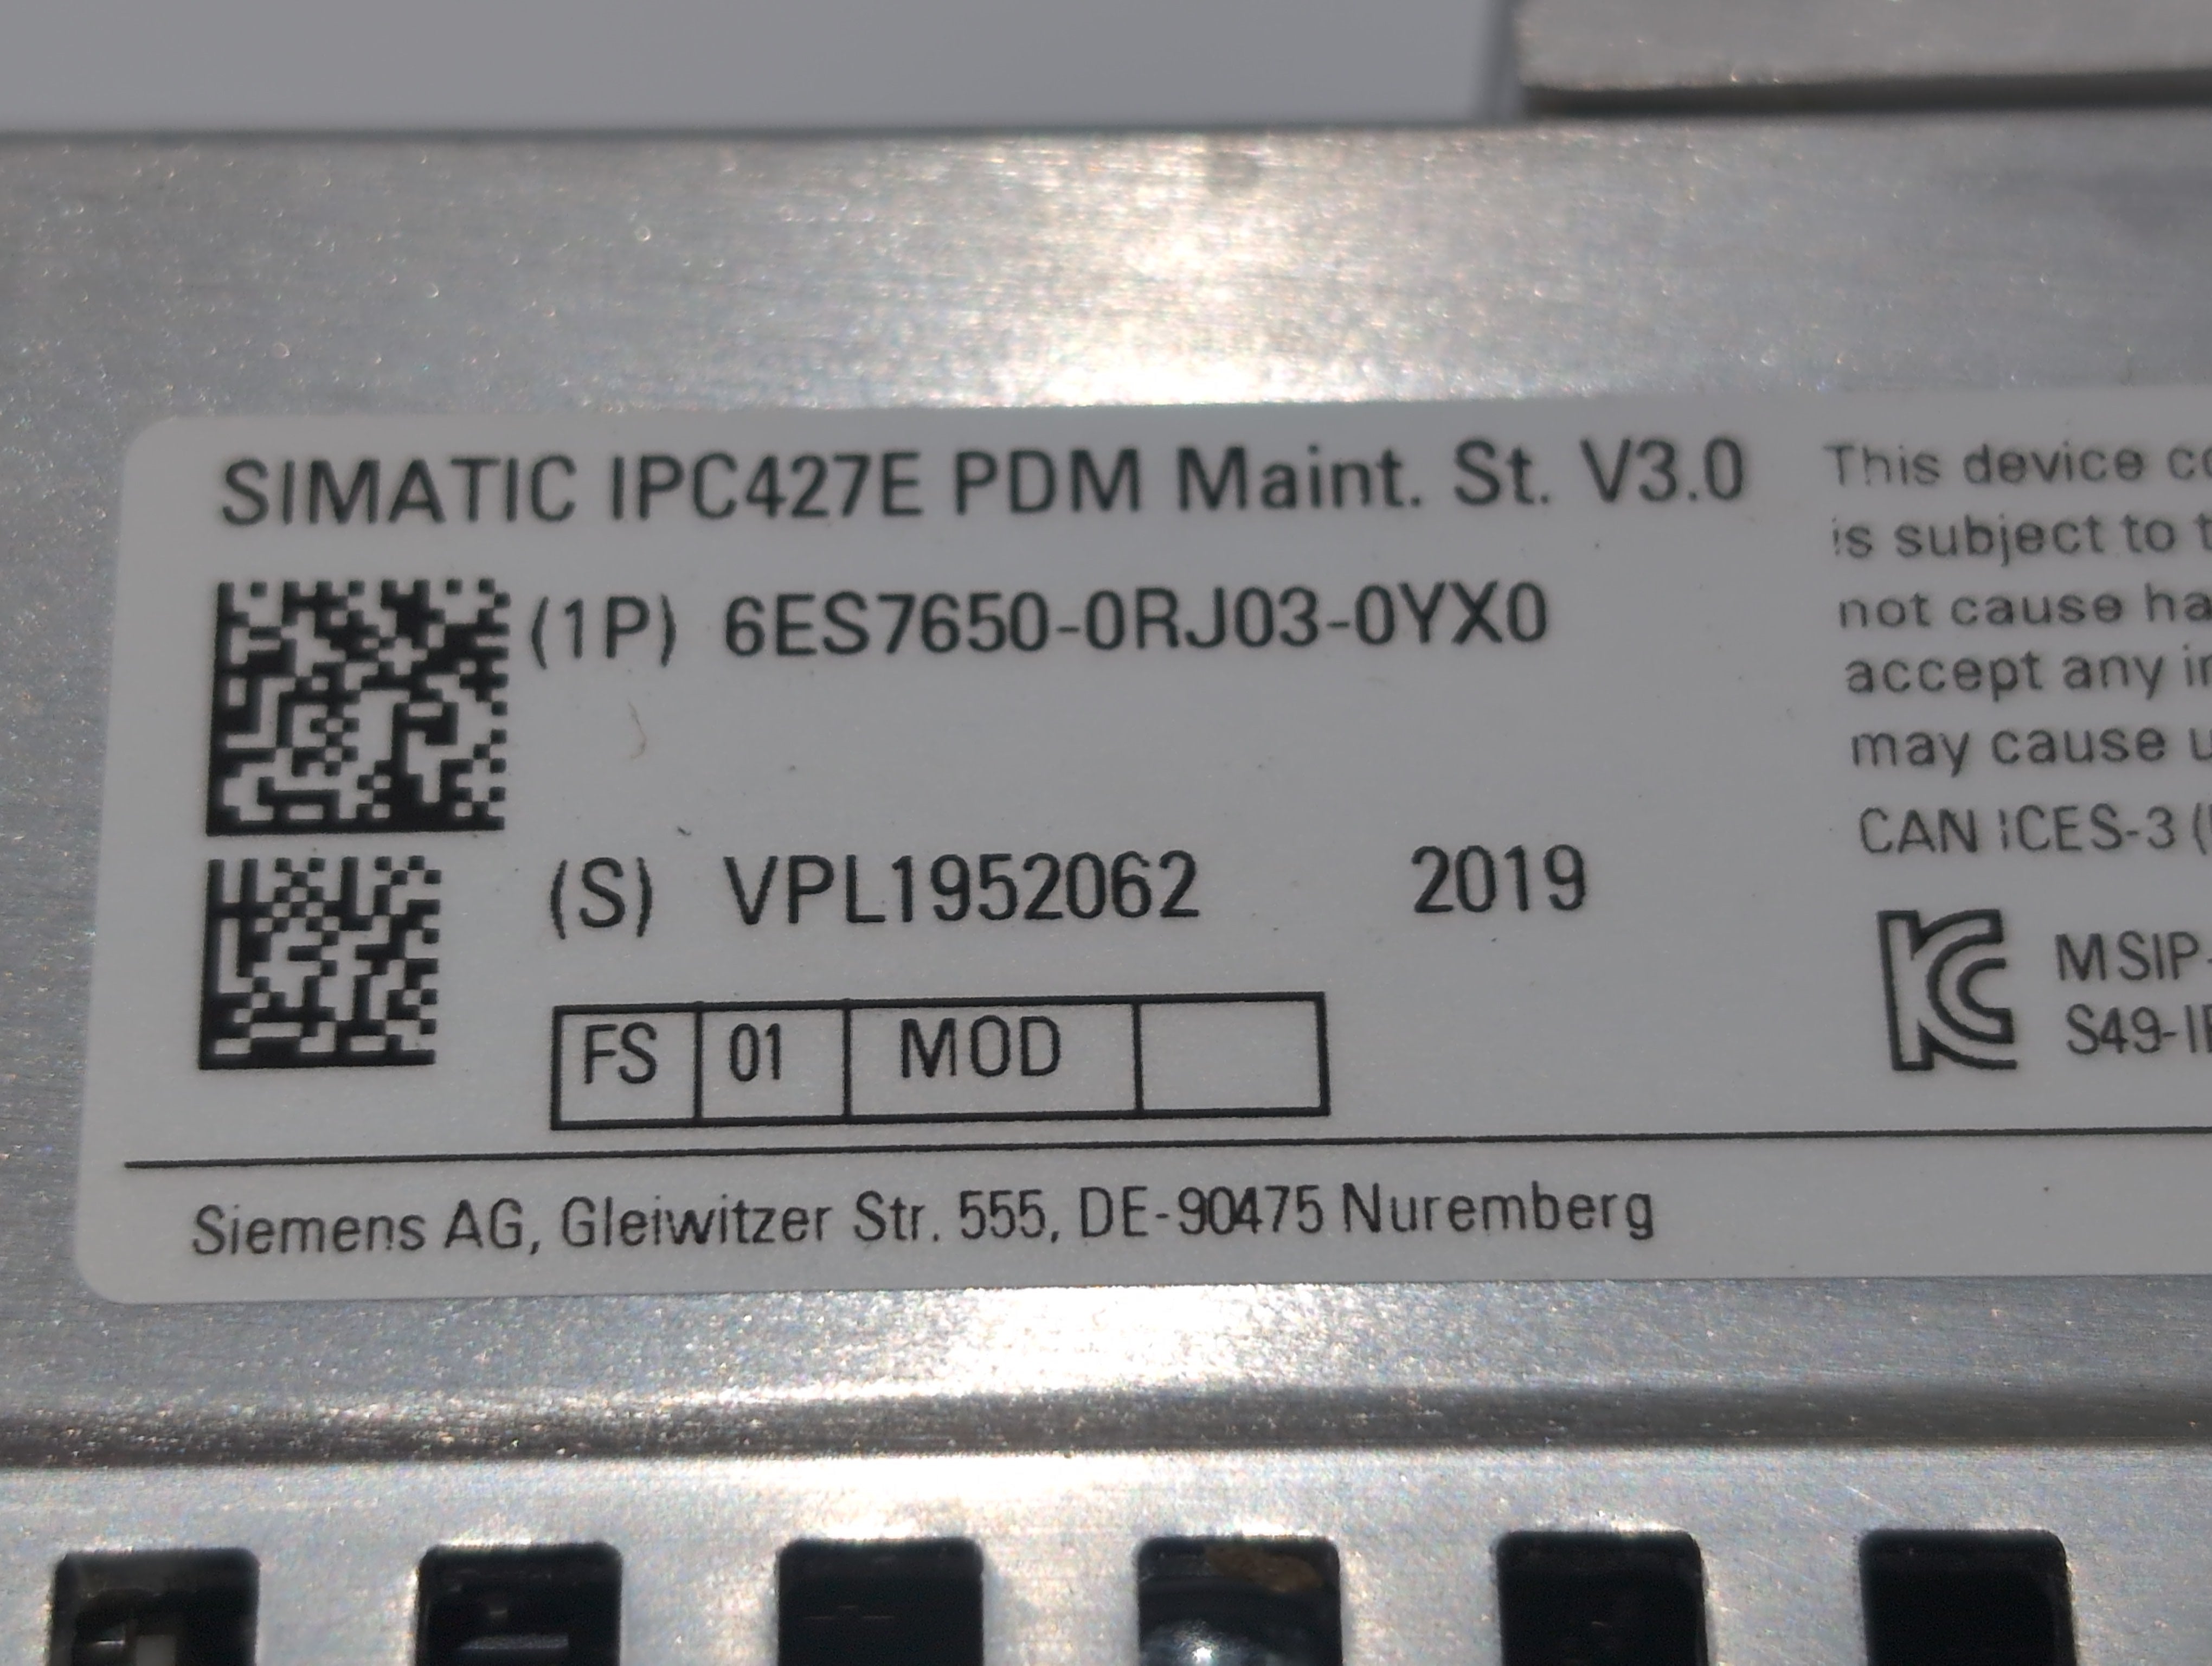 SIMATIC IPC427E PDM Maint. St. V3.0
(1P) 6ES7650-0RJ03-0YX0
(S) VPL1952062 2019
FS 01 MOD
Siemens AG, Gleiwitzer Str. 555, DE-90475 Nuremberg
This device
is subject to
not cause
accept any
may cause
CAN ICES-3
MSIP-
S49-